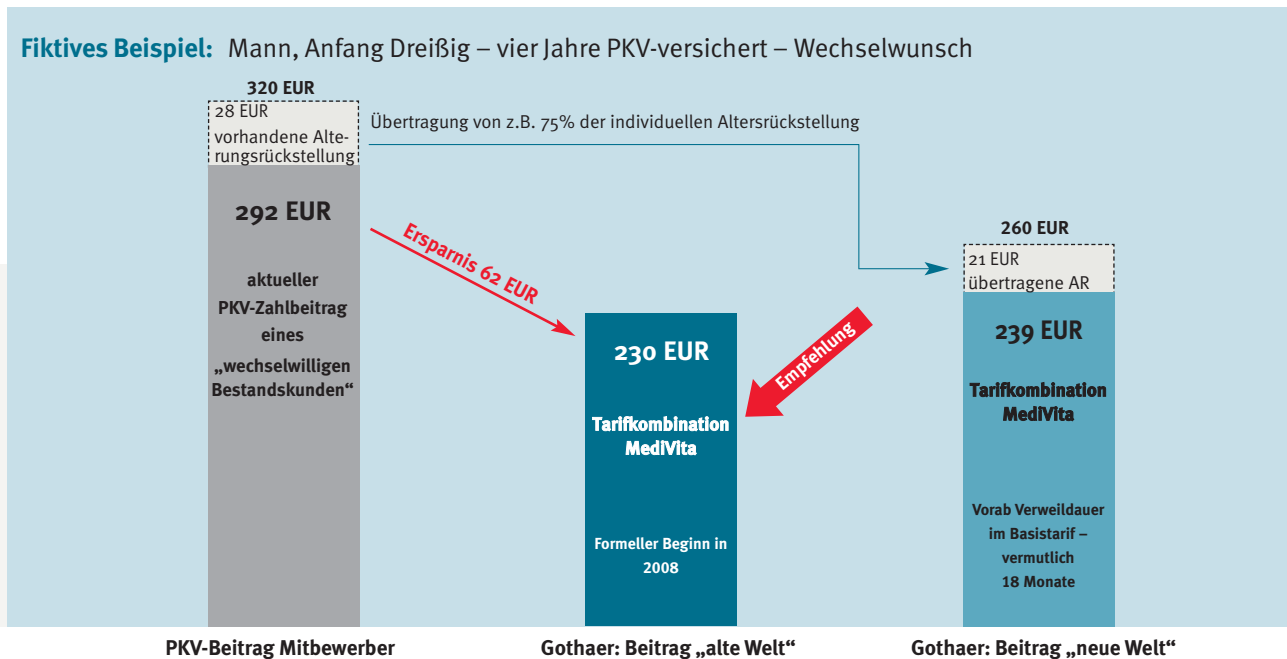 Fiktives Beispiel: Mann, Anfang Dreißig – vier Jahre PKV-versichert – Wechselwunsch
320 EUR
28 EUR
vorhandene Alte-
rungsrückstellung
292 EUR
aktueller
PKV-Zahlbeitrag
eines
„wechselwilligen
Bestandskunden“
PKV-Beitrag Mitbewerber
Übertragung von z.B. 75% der individuellen Altersrückstellung
Ersparnis 62 EUR
230 EUR
Tarifkombination
MediVita
Formeller Beginn in
2008
Gothaer: Beitrag „alte Welt“
Empfehlung
260 EUR
21 EUR
übertragene AR
239 EUR
Tarifkombination
MediVita
Vorab Verweildauer
im Basistarif –
vermutlich
18 Monate
Gothaer: Beitrag „neue Welt“